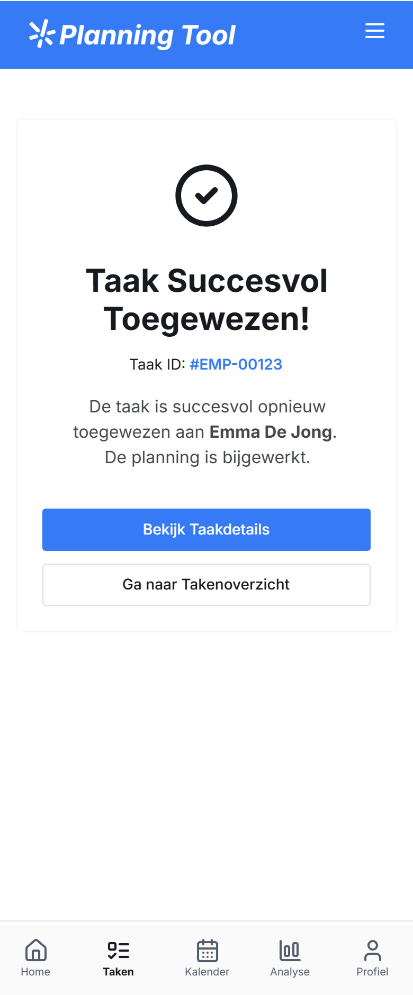 Planning Tool
Taak Succesvol
Toegewezen!
Taak ID: #EMP-00123
De taak is succesvol opnieuw
toegewezen aan Emma De Jong.
De planning is bijgewerkt.
Bekijk Taakdetails
Ga naar Takenoverzicht
Home Taken Kalender Analyse Profiel